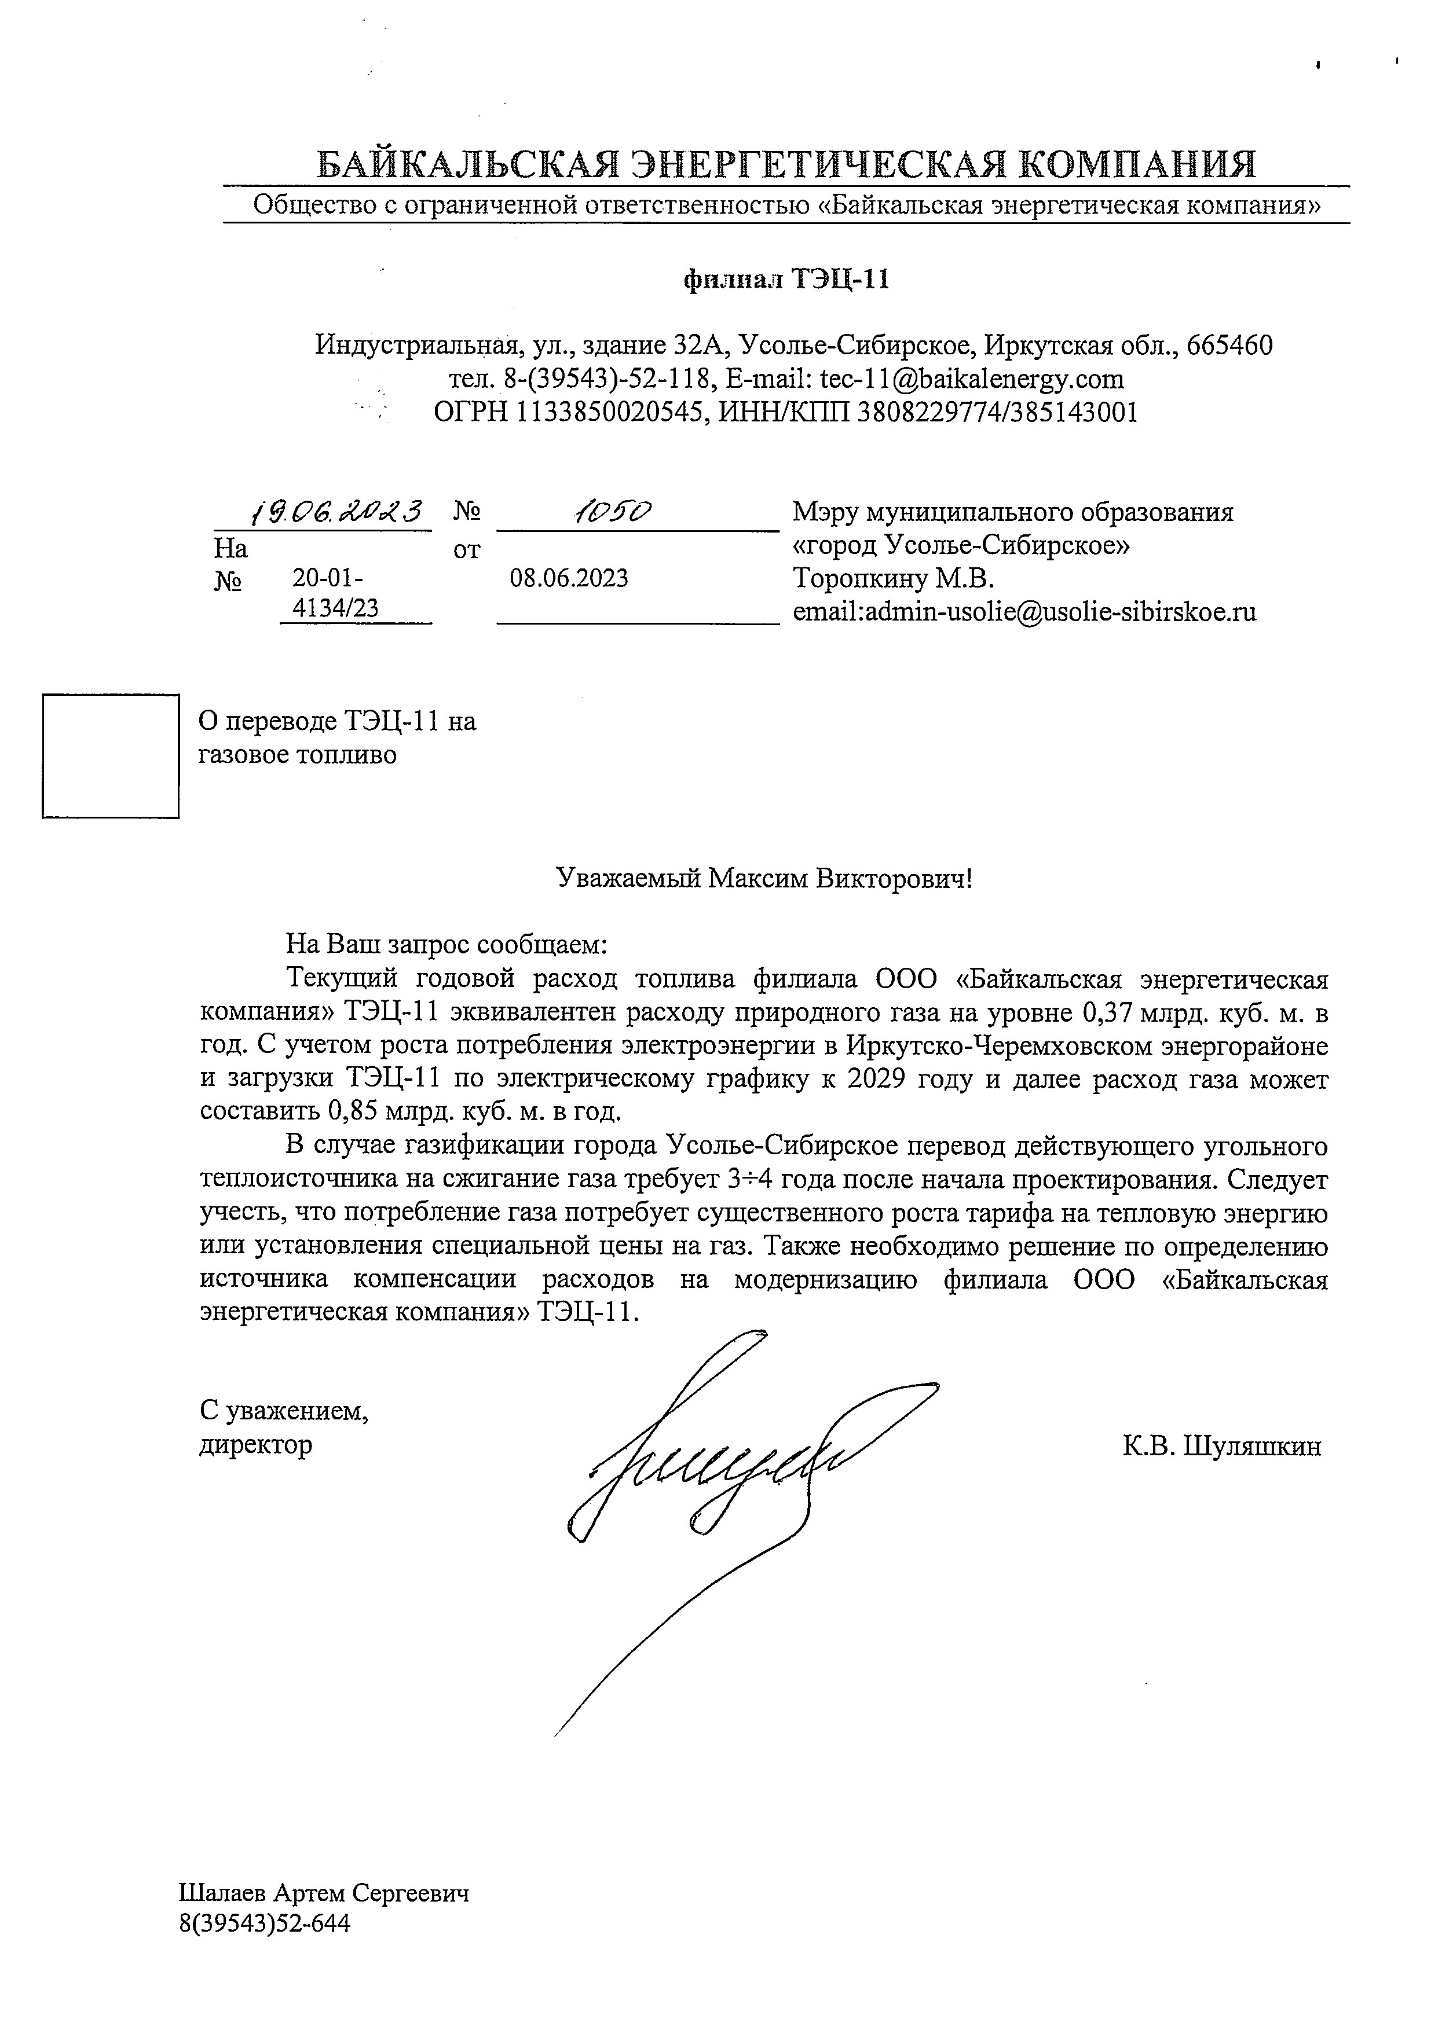 БАЙКАЛЬСКАЯ ЭНЕРГЕТИЧЕСКАЯ КОМПАНИЯ
Общество с ограниченной ответственностью «Байкальская энергетическая компания»
филиал ТЭЦ-11
Индустриальная, ул., здание 32А, Усолье-Сибирское, Иркутская обл., 665460
тел. 8-(39543)-52-118, E-mail: tec-11@baikalenergy.com
ОГРН 1133850020545, ИНН/КПП 3808229774/385143001
19.06.2023 № 1050
На № 20-01-4134/23 от 08.06.2023
Мэру муниципального образования
«город Усолье-Сибирское»
Торопкину М.В.
email:admin-usolie@usolie-sibirskoe.ru
О переводе ТЭЦ-11 на
газовое топливо
Уважаемый Максим Викторович!
На Ваш запрос сообщаем:
Текущий годовой расход топлива филиала ООО «Байкальская энергетическая
компания» ТЭЦ-11 эквивалентен расходу природного газа на уровне 0,37 млрд. куб. м. в
год. С учетом роста потребления электроэнергии в Иркутско-Черемховском энергорайоне
и загрузки ТЭЦ-11 по электрическому графику к 2029 году и далее расход газа может
составить 0,85 млрд. куб. м. в год.
В случае газификации города Усолье-Сибирское перевод действующего угольного
теплоисточника на сжигание газа требует 3÷4 года после начала проектирования. Следует
учесть, что потребление газа потребует существенного роста тарифа на тепловую энергию
или установления специальной цены на газ. Также необходимо решение по определению
источника компенсации расходов на модернизацию филиала ООО «Байкальская
энергетическая компания» ТЭЦ-11.
С уважением,
директор
К.В. Шуляшкин
Шалаев Артем Сергеевич
8(39543)52-644